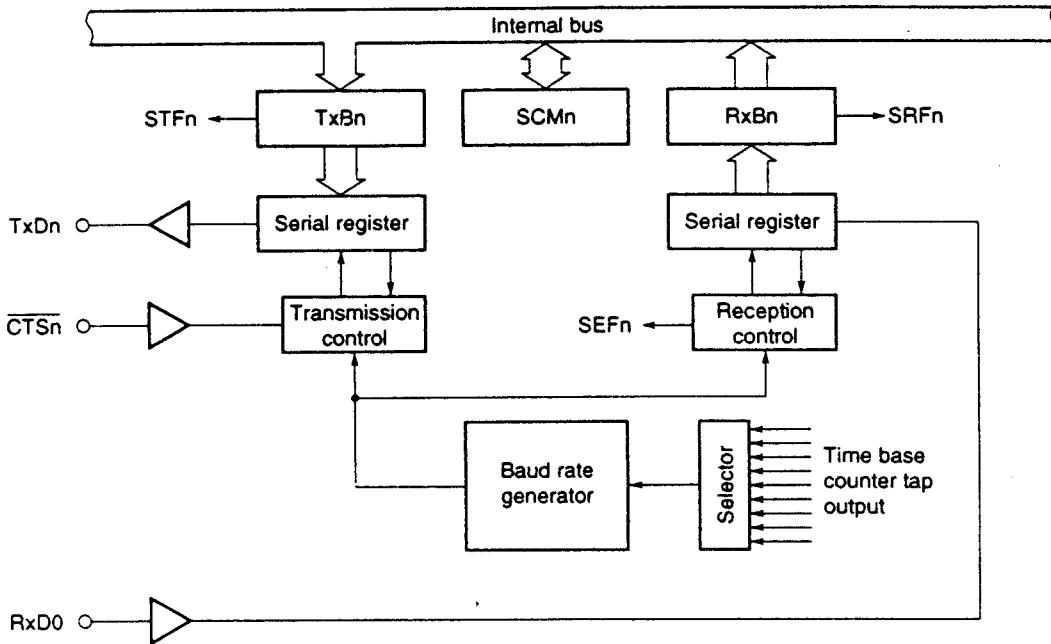 Internal bus
STFn
TxBn
SCMn
RxBn
SRFn
TxDn
Serial register
Serial register
CTSn
Transmission
control
SEFn
Reception
control
Baud rate
generator
Selector
Time base
counter tap
output
RxD0